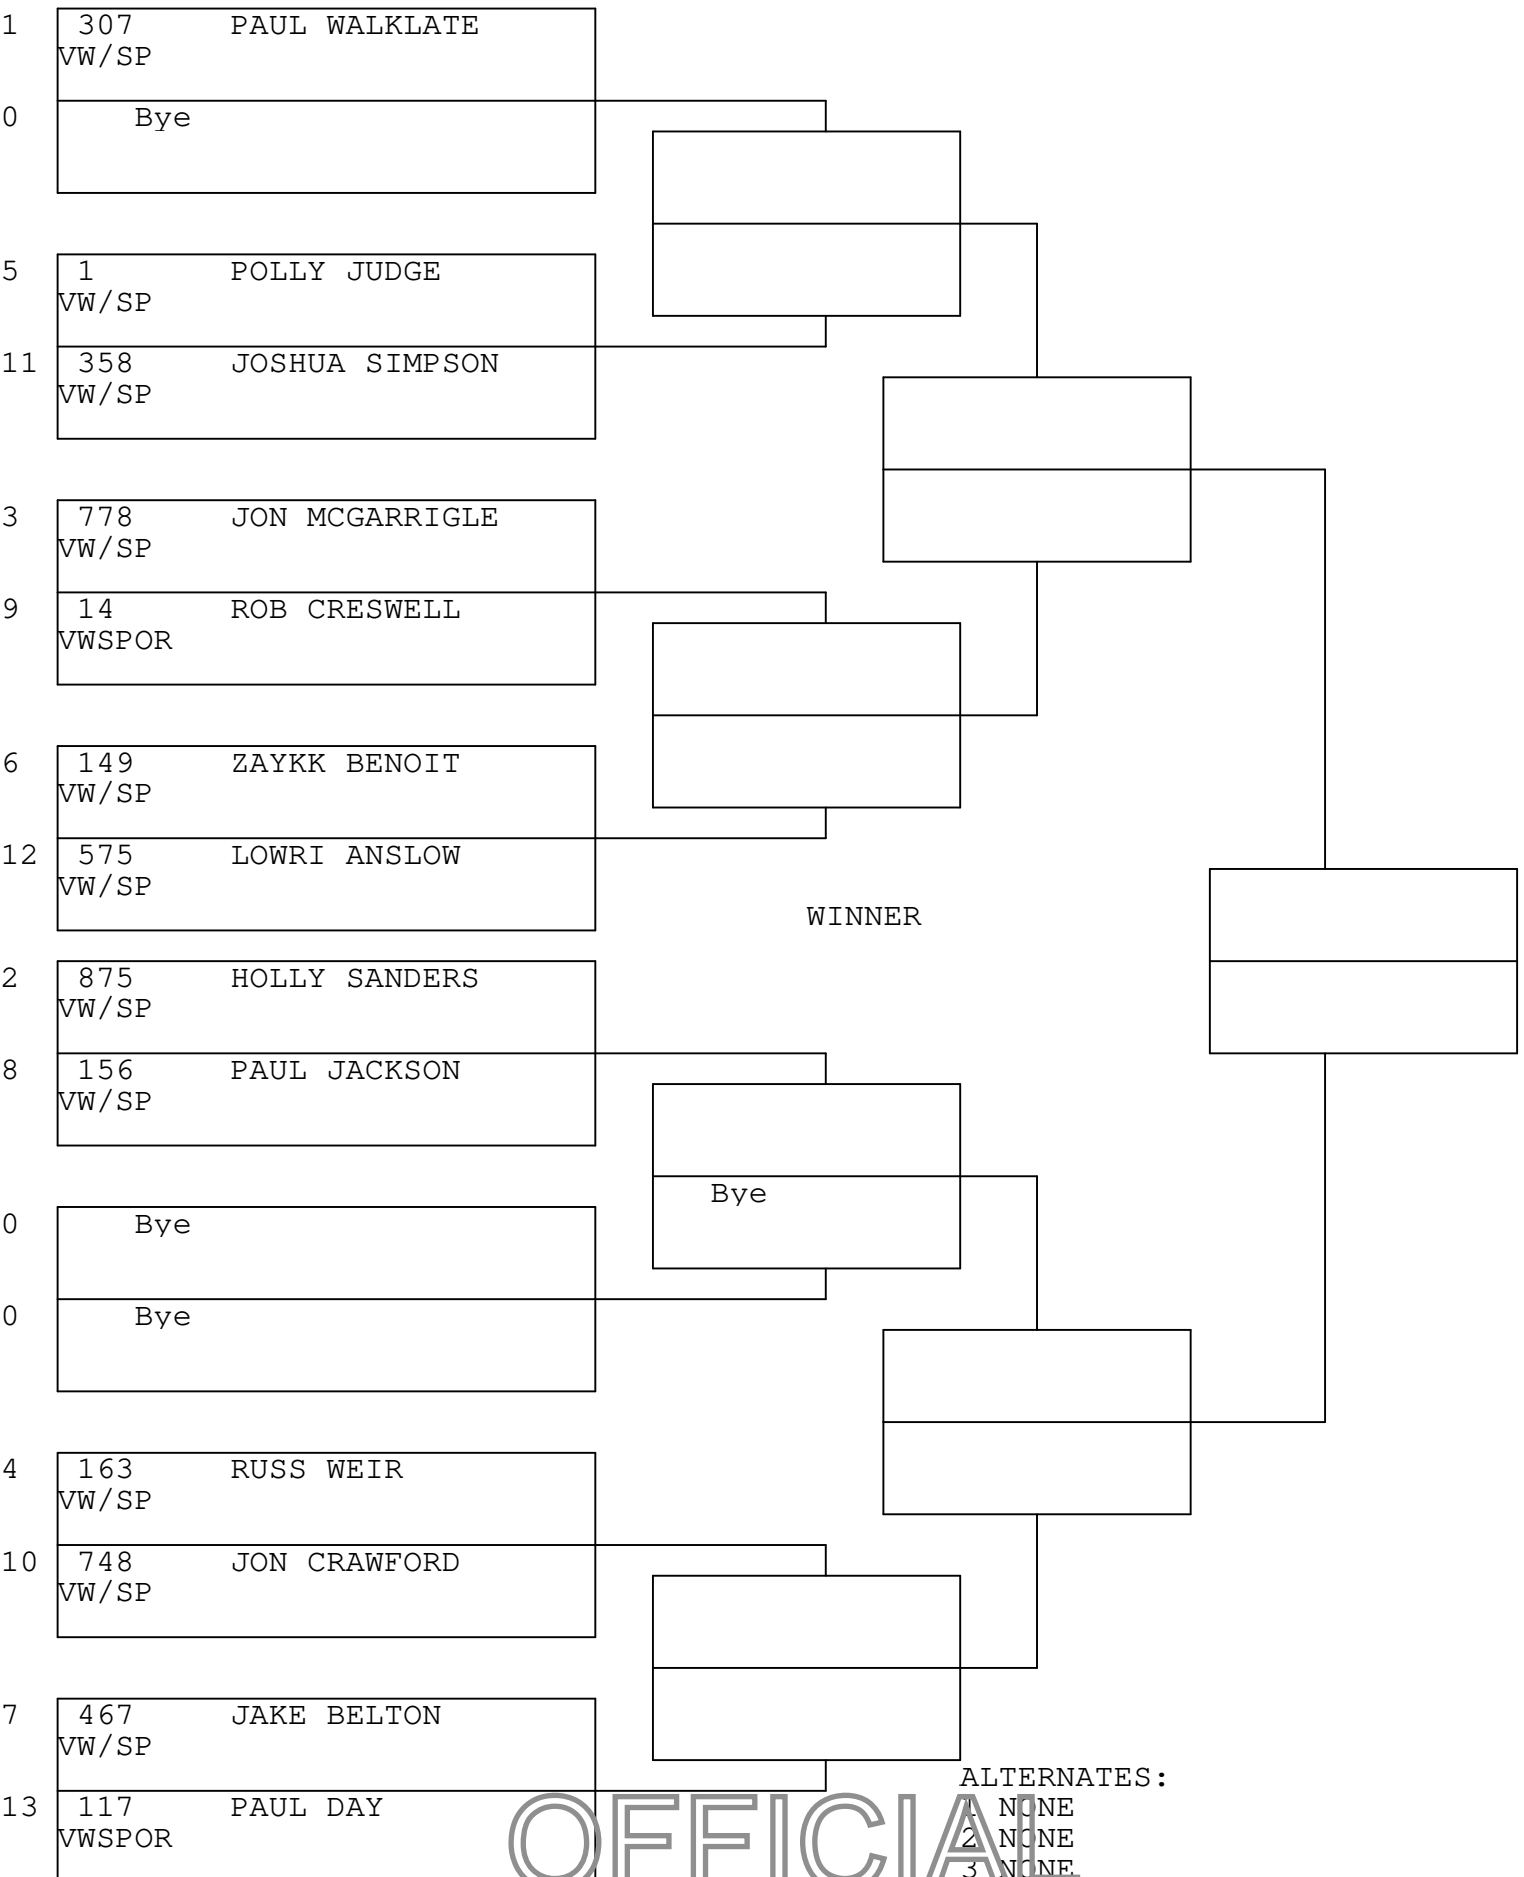 1 307 PAUL WALKLATE
VW/SP
0 Bye
5 1 POLLY JUDGE
VW/SP
11 358 JOSHUA SIMPSON
VW/SP
3 778 JON MCGARRIGLE
VW/SP
9 14 ROB CRESWELL
VWSPOR
6 149 ZAYKK BENOIT
VW/SP
12 575 LOWRI ANSLOW
VW/SP
WINNER
2 875 HOLLY SANDERS
VW/SP
8 156 PAUL JACKSON
VW/SP
Bye
0 Bye
0 Bye
4 163 RUSS WEIR
VW/SP
10 748 JON CRAWFORD
VW/SP
7 467 JAKE BELTON
VW/SP
13 117 PAUL DAY
VWSPOR
ALTERNATES:
1 NONE
2 NONE
3 NONE
OFFICIAL